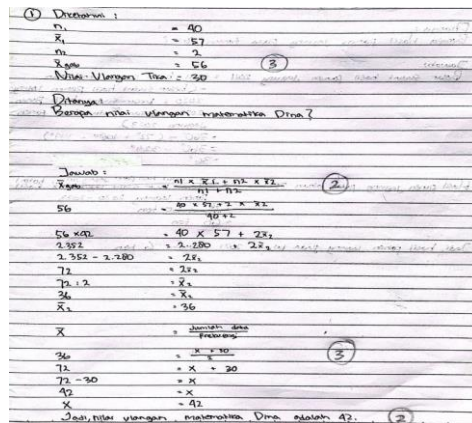 ① Diketahui :
n₁ = 40
x̄₁ = 57
n₂ = 2
x̄gab = 56 ③
Nilai Ulangan Tika = 30
Ditanya :
Berapa nilai ulangan matematika Dina ?
Jawab :
x̄gab = n1 × x̄1 + n2 × x̄2 / n1 + n2 ②
56 = 40 × 57 + 2 × x̄2 / 40 + 2
56 × 42 = 40 × 57 + 2x̄₂
2.352 = 2.280 + 2x̄₂
2.352 - 2.280 = 2x̄₂
72 = 2x̄₂
72 : 2 = x̄₂
36 = x̄₂
x̄₂ = 36
x̄ = Jumlah data / Frekuensi
36 = x + 30 / 2 ③
72 = x + 30
72 - 30 = x
42 = x
x = 42
Jadi, nilai ulangan matematika Dina adalah 42. ②